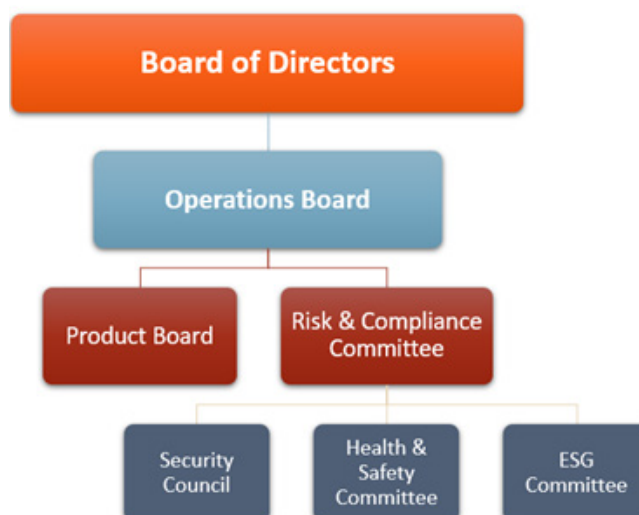 Board of Directors
Operations Board
Product Board
Risk & Compliance
Committee
Security
Council
Health &
Safety
Committee
ESG
Committee